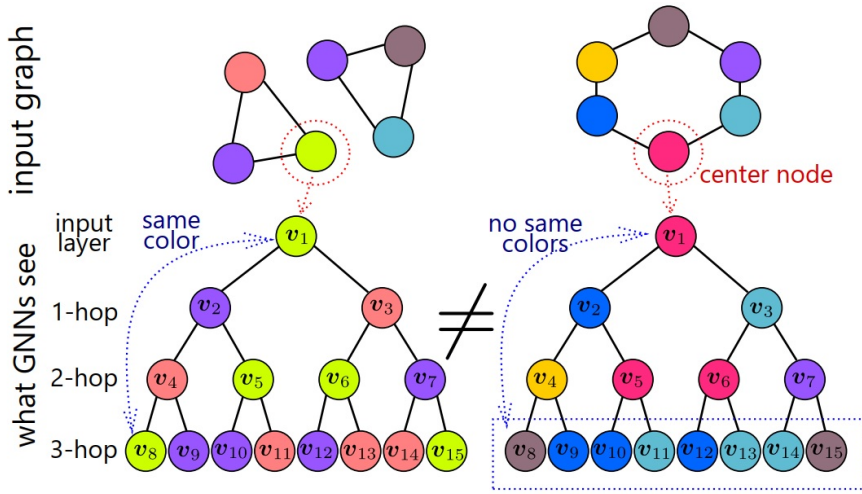 input graph
center node
input
layer
same
color
no same
colors
v1
v1
what GNNs see
1-hop
v2
v3
≠
v2
v3
2-hop
v4
v5
v6
v7
v4
v5
v6
v7
3-hop
v8
v9
v10
v11
v12
v13
v14
v15
v8
v9
v10
v11
v12
v13
v14
v15